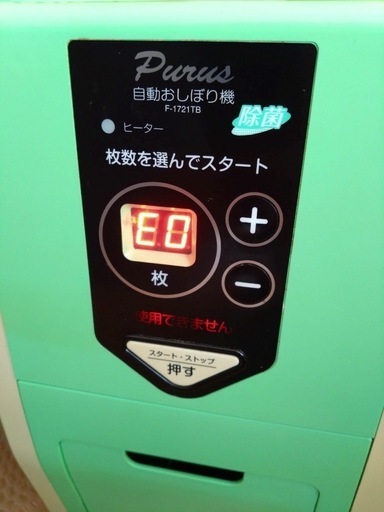 Purus
自動おしぼり機
F-1721TB
除菌
ヒーター
枚数を選んでスタート
E0
+
枚
−
使用できません
スタート・ストップ
押す